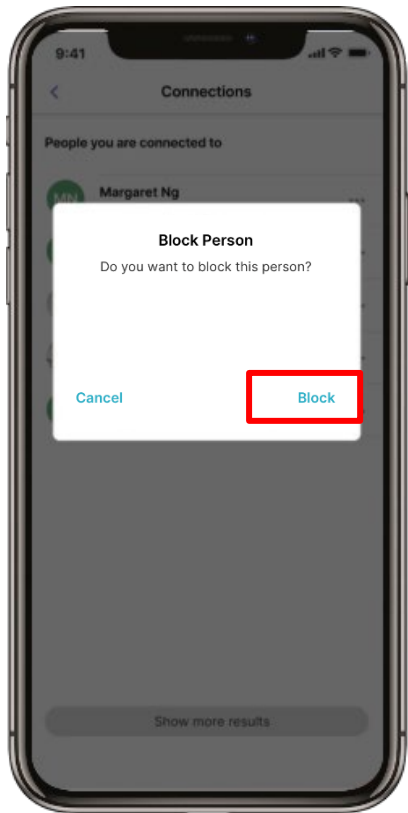 9:41
Connections
People you are connected to
MN
Margaret Ng
Block Person
Do you want to block this person?
Cancel
Block
Show more results